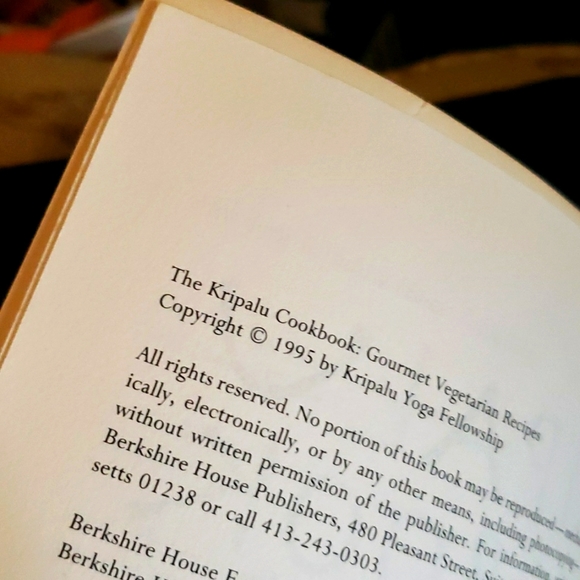 The Kripalu Cookbook: Gourmet Vegetarian Recipes
Copyright © 1995 by Kripalu Yoga Fellowship
All rights reserved. No portion of this book may be reproduced—
ically, electronically, or by any other means, including photocopying
without written permission of the publisher. For information,
Berkshire House Publishers, 480 Pleasant Street,
setts 01238 or call 413-243-0303.
Berkshire House
Berkshire